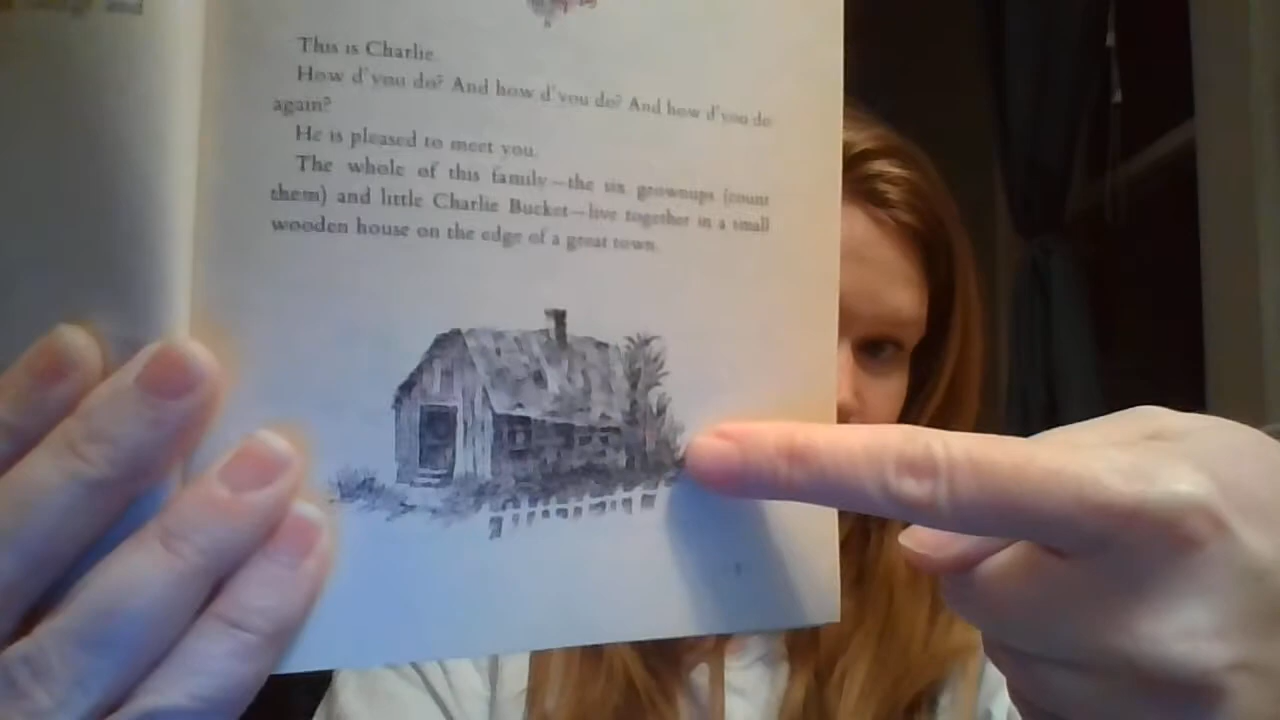 This is Charlie.
How d'you do? And how d'you do? And how d'you do
again?
He is pleased to meet you.
The whole of this family—the six grownups (count
them) and little Charlie Bucket—live together in a small
wooden house on the edge of a great town.